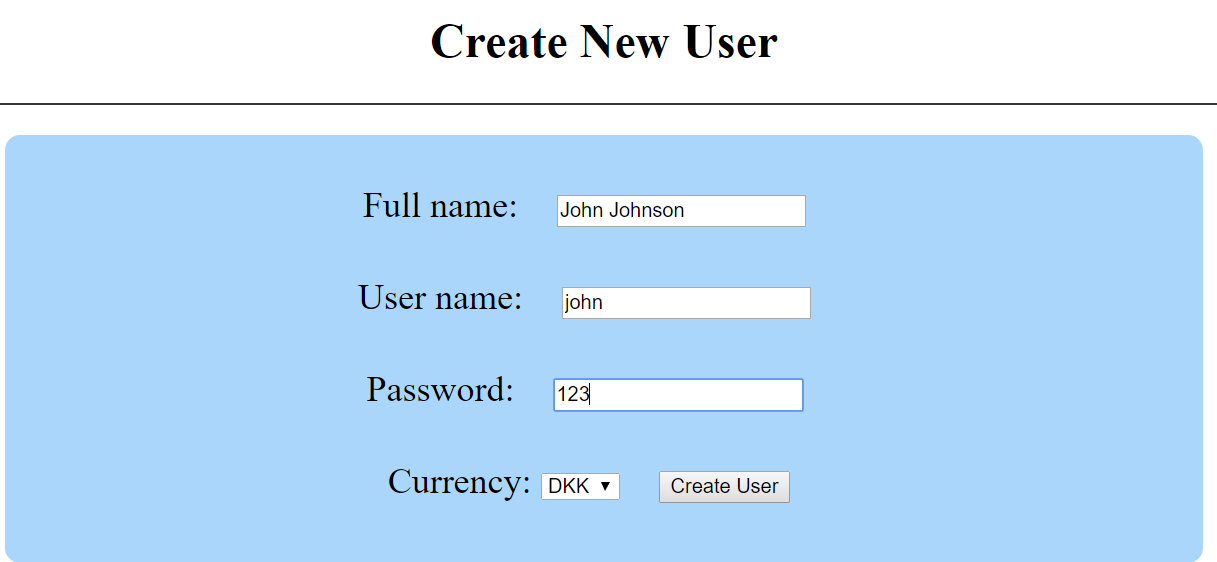 Create New User
Full name: John Johnson
User name: john
Password: 123
Currency: DKK ▼ Create User